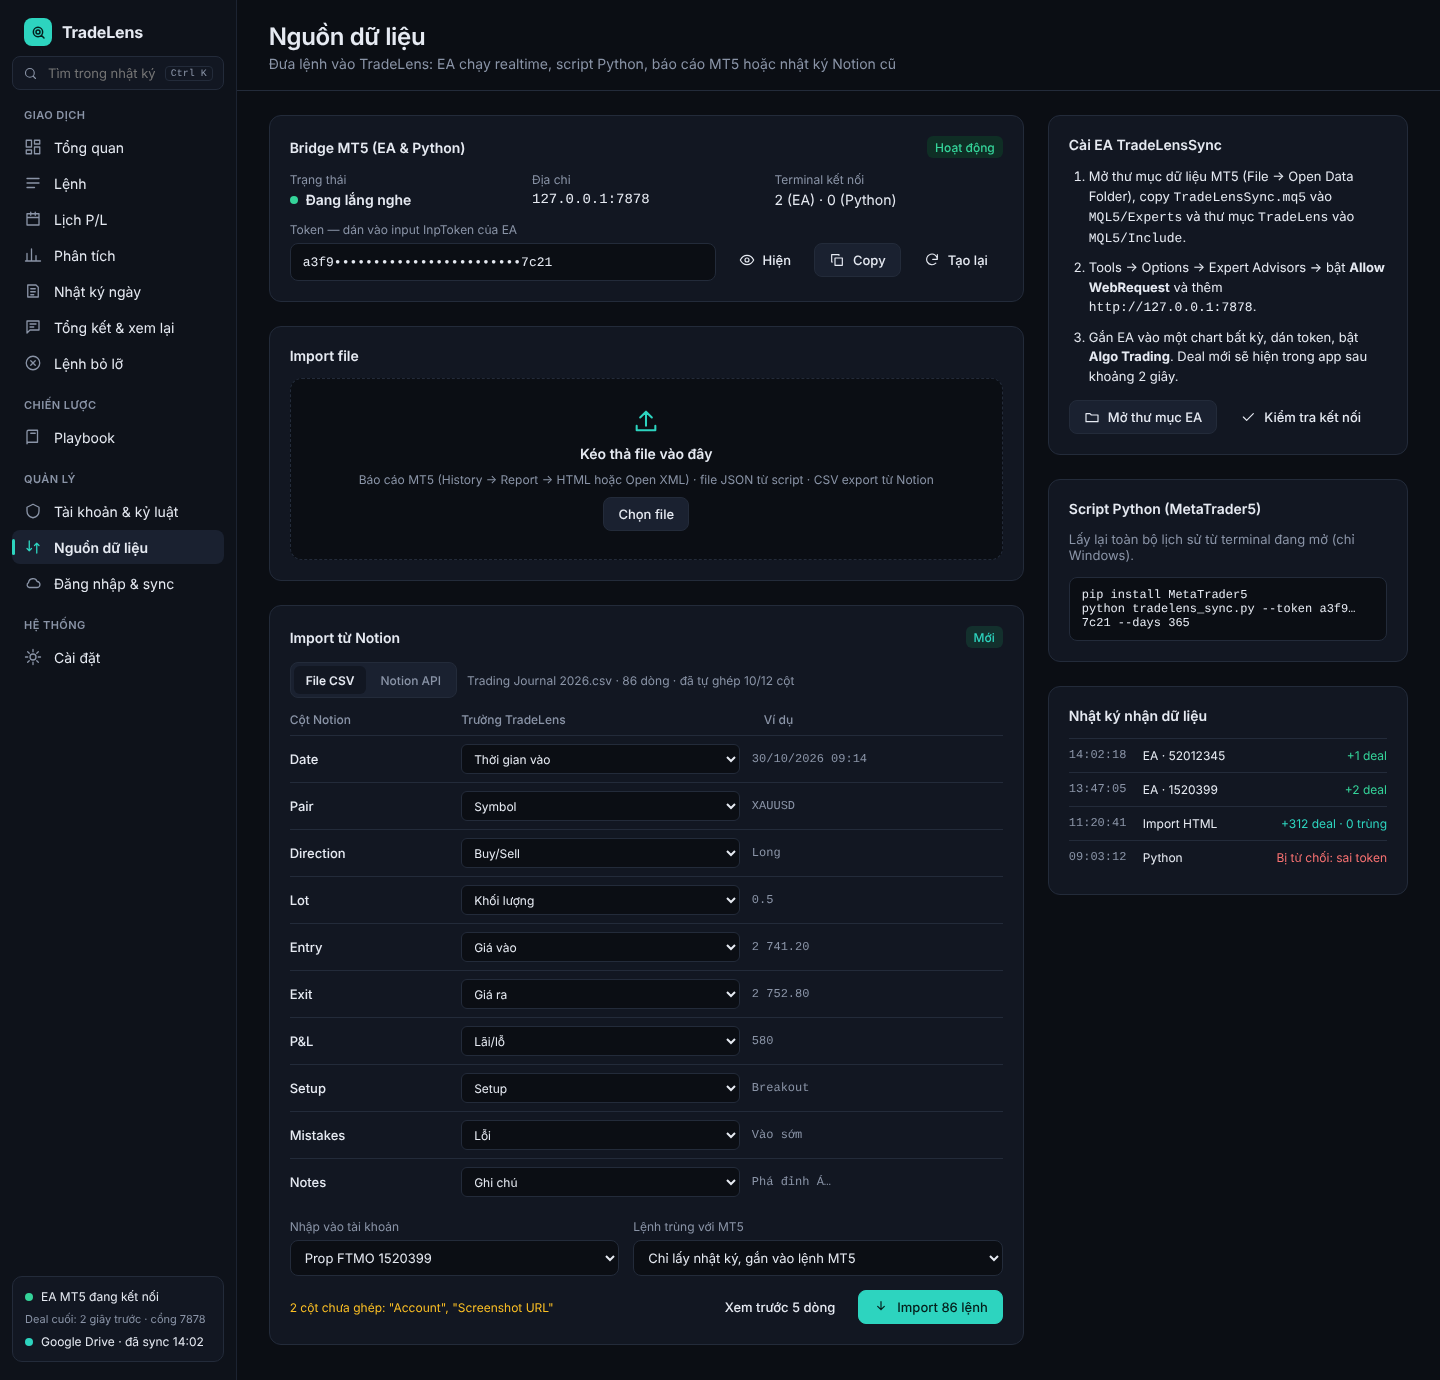 TradeLens
Tìm trong nhật ký
Ctrl K
GIAO DỊCH
Tổng quan
Lệnh
Lịch P/L
Phân tích
Nhật ký ngày
Tổng kết & xem lại
Lệnh bỏ lỡ
CHIẾN LƯỢC
Playbook
QUẢN LÝ
Tài khoản & kỷ luật
Nguồn dữ liệu
Đăng nhập & sync
HỆ THỐNG
Cài đặt
EA MT5 đang kết nối
Deal cuối: 2 giây trước · cổng 7878
Google Drive · đã sync 14:02
Nguồn dữ liệu
Đưa lệnh vào TradeLens: EA chạy realtime, script Python, báo cáo MT5 hoặc nhật ký Notion cũ
Bridge MT5 (EA & Python)
Hoạt động
Trạng thái
Địa chỉ
Terminal kết nối
Đang lắng nghe
127.0.0.1:7878
2 (EA) · 0 (Python)
Token — dán vào input InpToken của EA
a3f9••••••••••••••••••••••••7c21
Hiện
Copy
Tạo lại
Import file
Kéo thả file vào đây
Báo cáo MT5 (History → Report → HTML hoặc Open XML) · file JSON từ script · CSV export từ Notion
Chọn file
Import từ Notion
Mới
File CSV
Notion API
Trading Journal 2026.csv · 86 dòng · đã tự ghép 10/12 cột
Cột Notion
Trường TradeLens
Ví dụ
Date
Thời gian vào
30/10/2026 09:14
Pair
Symbol
XAUUSD
Direction
Buy/Sell
Long
Lot
Khối lượng
0.5
Entry
Giá vào
2 741.20
Exit
Giá ra
2 752.80
P&L
Lãi/lỗ
580
Setup
Setup
Breakout
Mistakes
Lỗi
Vào sớm
Notes
Ghi chú
Phá đỉnh Á…
Nhập vào tài khoản
Lệnh trùng với MT5
Prop FTMO 1520399
Chỉ lấy nhật ký, gắn vào lệnh MT5
2 cột chưa ghép: "Account", "Screenshot URL"
Xem trước 5 dòng
Import 86 lệnh
Cài EA TradeLensSync
1. Mở thư mục dữ liệu MT5 (File → Open Data
Folder), copy TradeLensSync.mq5 vào
MQL5/Experts và thư mục TradeLens vào
MQL5/Include.
2. Tools → Options → Expert Advisors → bật Allow
WebRequest và thêm
http://127.0.0.1:7878.
3. Gắn EA vào một chart bất kỳ, dán token, bật
Algo Trading. Deal mới sẽ hiện trong app sau
khoảng 2 giây.
Mở thư mục EA
Kiểm tra kết nối
Script Python (MetaTrader5)
Lấy lại toàn bộ lịch sử từ terminal đang mở (chỉ
Windows).
pip install MetaTrader5
python tradelens_sync.py --token a3f9…
7c21 --days 365
Nhật ký nhận dữ liệu
14:02:18
EA · 52012345
+1 deal
13:47:05
EA · 1520399
+2 deal
11:20:41
Import HTML
+312 deal · 0 trùng
09:03:12
Python
Bị từ chối: sai token